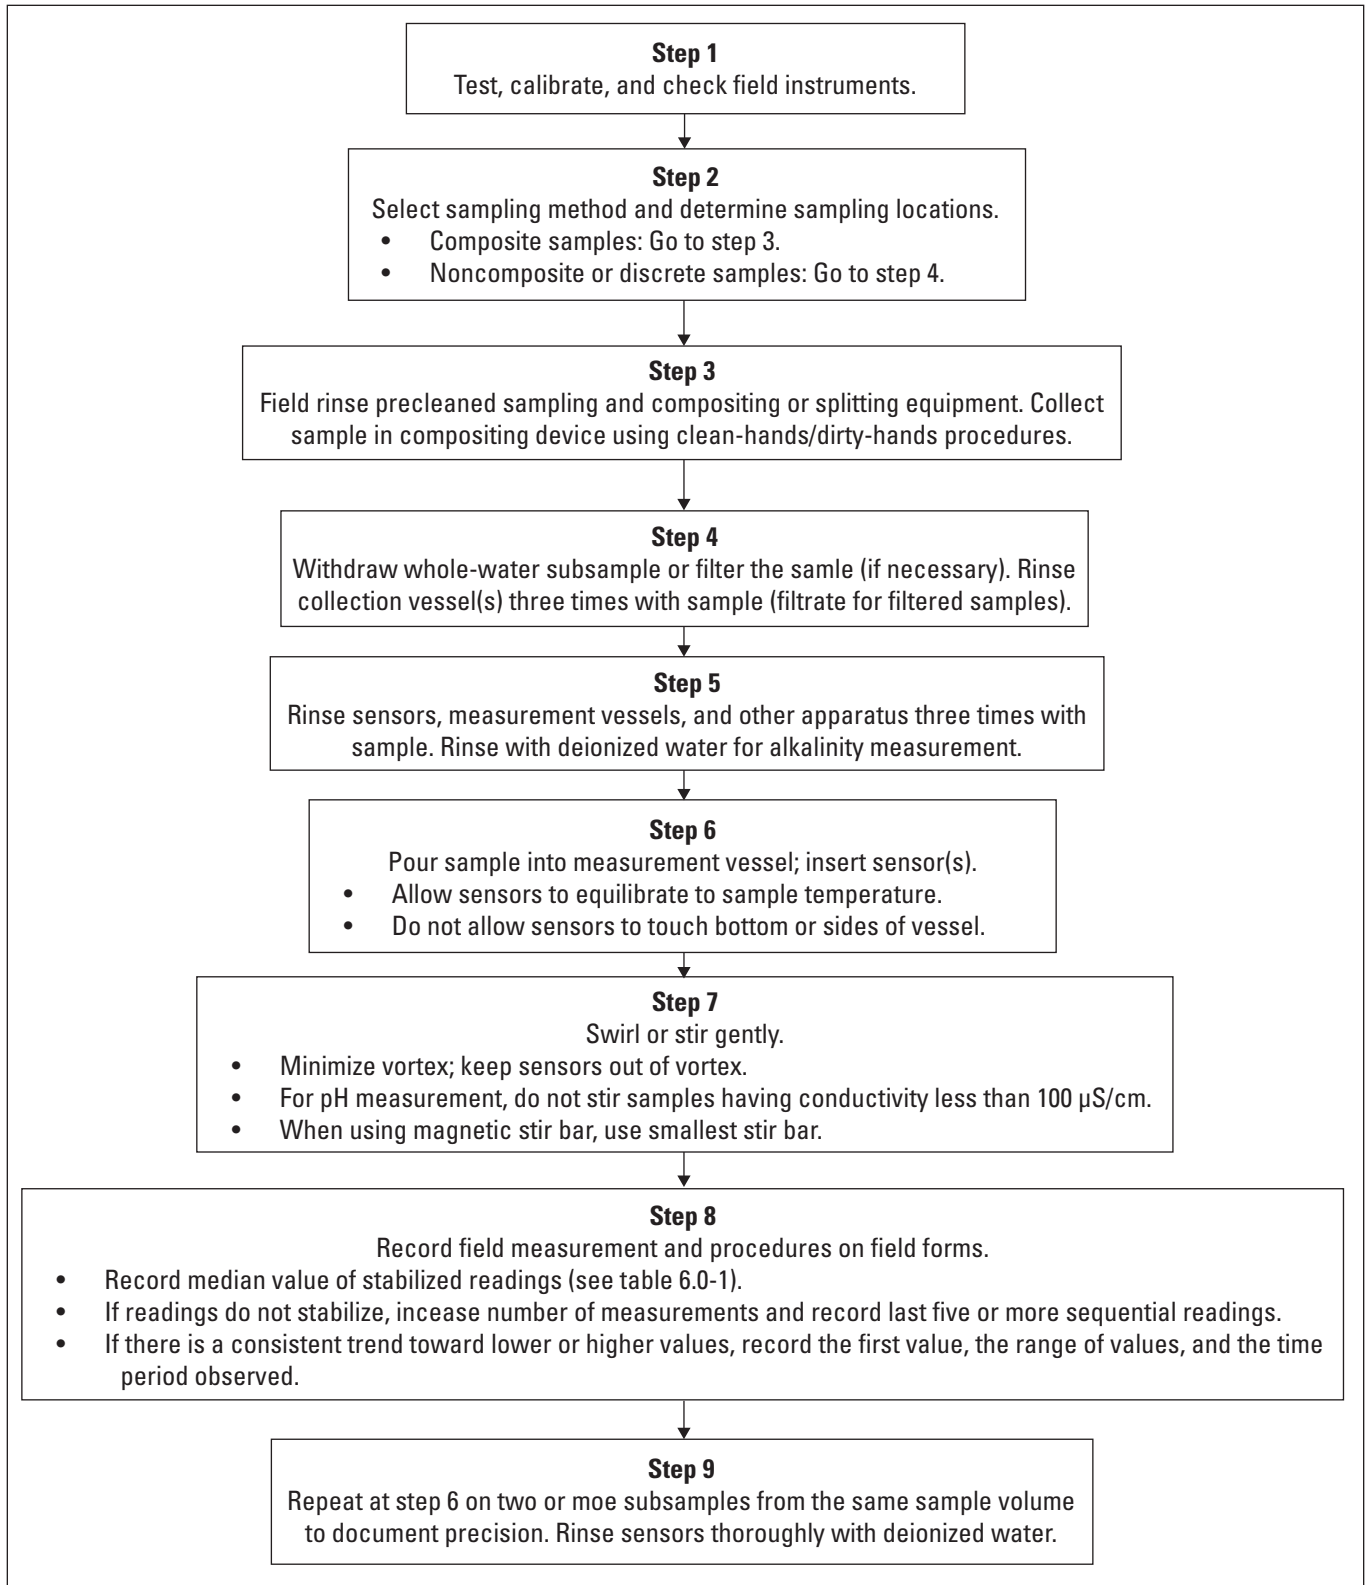 Step 1
Test, calibrate, and check field instruments.
Step 2
Select sampling method and determine sampling locations.
• Composite samples: Go to step 3.
• Noncomposite or discrete samples: Go to step 4.
Step 3
Field rinse precleaned sampling and compositing or splitting equipment. Collect
sample in compositing device using clean-hands/dirty-hands procedures.
Step 4
Withdraw whole-water subsample or filter the samle (if necessary). Rinse
collection vessel(s) three times with sample (filtrate for filtered samples).
Step 5
Rinse sensors, measurement vessels, and other apparatus three times with
sample. Rinse with deionized water for alkalinity measurement.
Step 6
Pour sample into measurement vessel; insert sensor(s).
• Allow sensors to equilibrate to sample temperature.
• Do not allow sensors to touch bottom or sides of vessel.
Step 7
Swirl or stir gently.
• Minimize vortex; keep sensors out of vortex.
• For pH measurement, do not stir samples having conductivity less than 100 µS/cm.
• When using magnetic stir bar, use smallest stir bar.
Step 8
Record field measurement and procedures on field forms.
• Record median value of stabilized readings (see table 6.0-1).
• If readings do not stabilize, incease number of measurements and record last five or more sequential readings.
• If there is a consistent trend toward lower or higher values, record the first value, the range of values, and the time
period observed.
Step 9
Repeat at step 6 on two or moe subsamples from the same sample volume
to document precision. Rinse sensors thoroughly with deionized water.